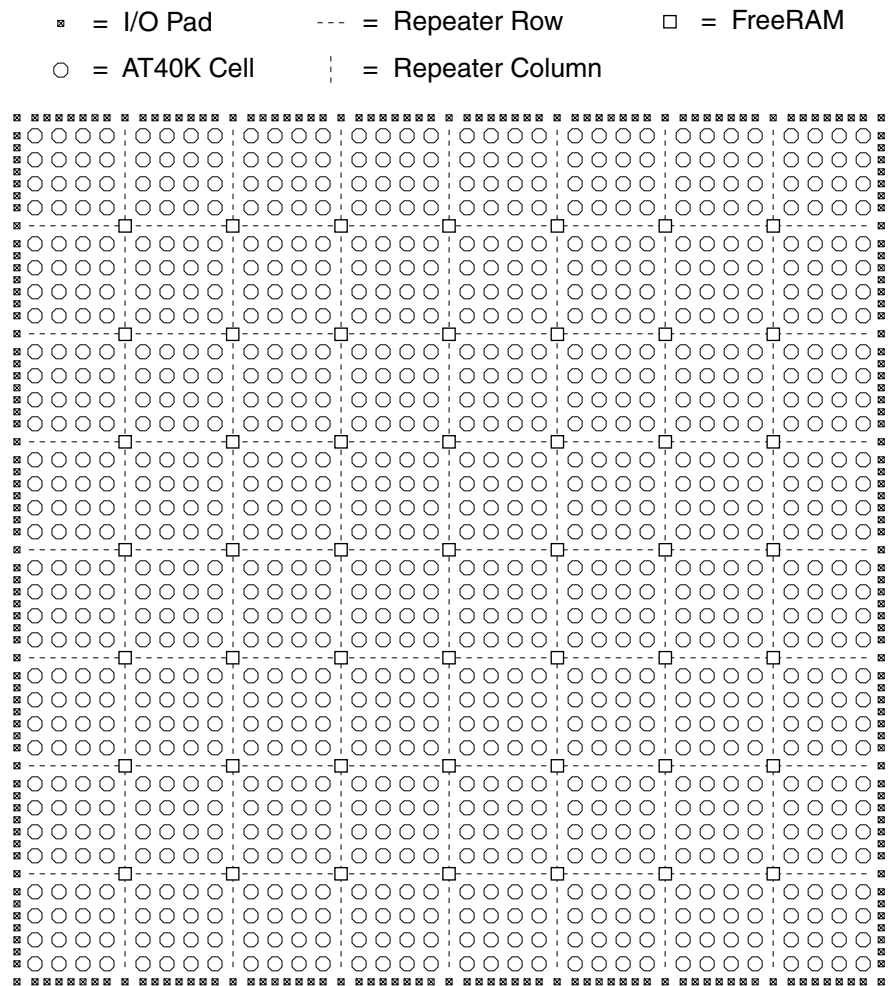 = I/O Pad --- = Repeater Row = FreeRAM
= AT40K Cell = Repeater Column